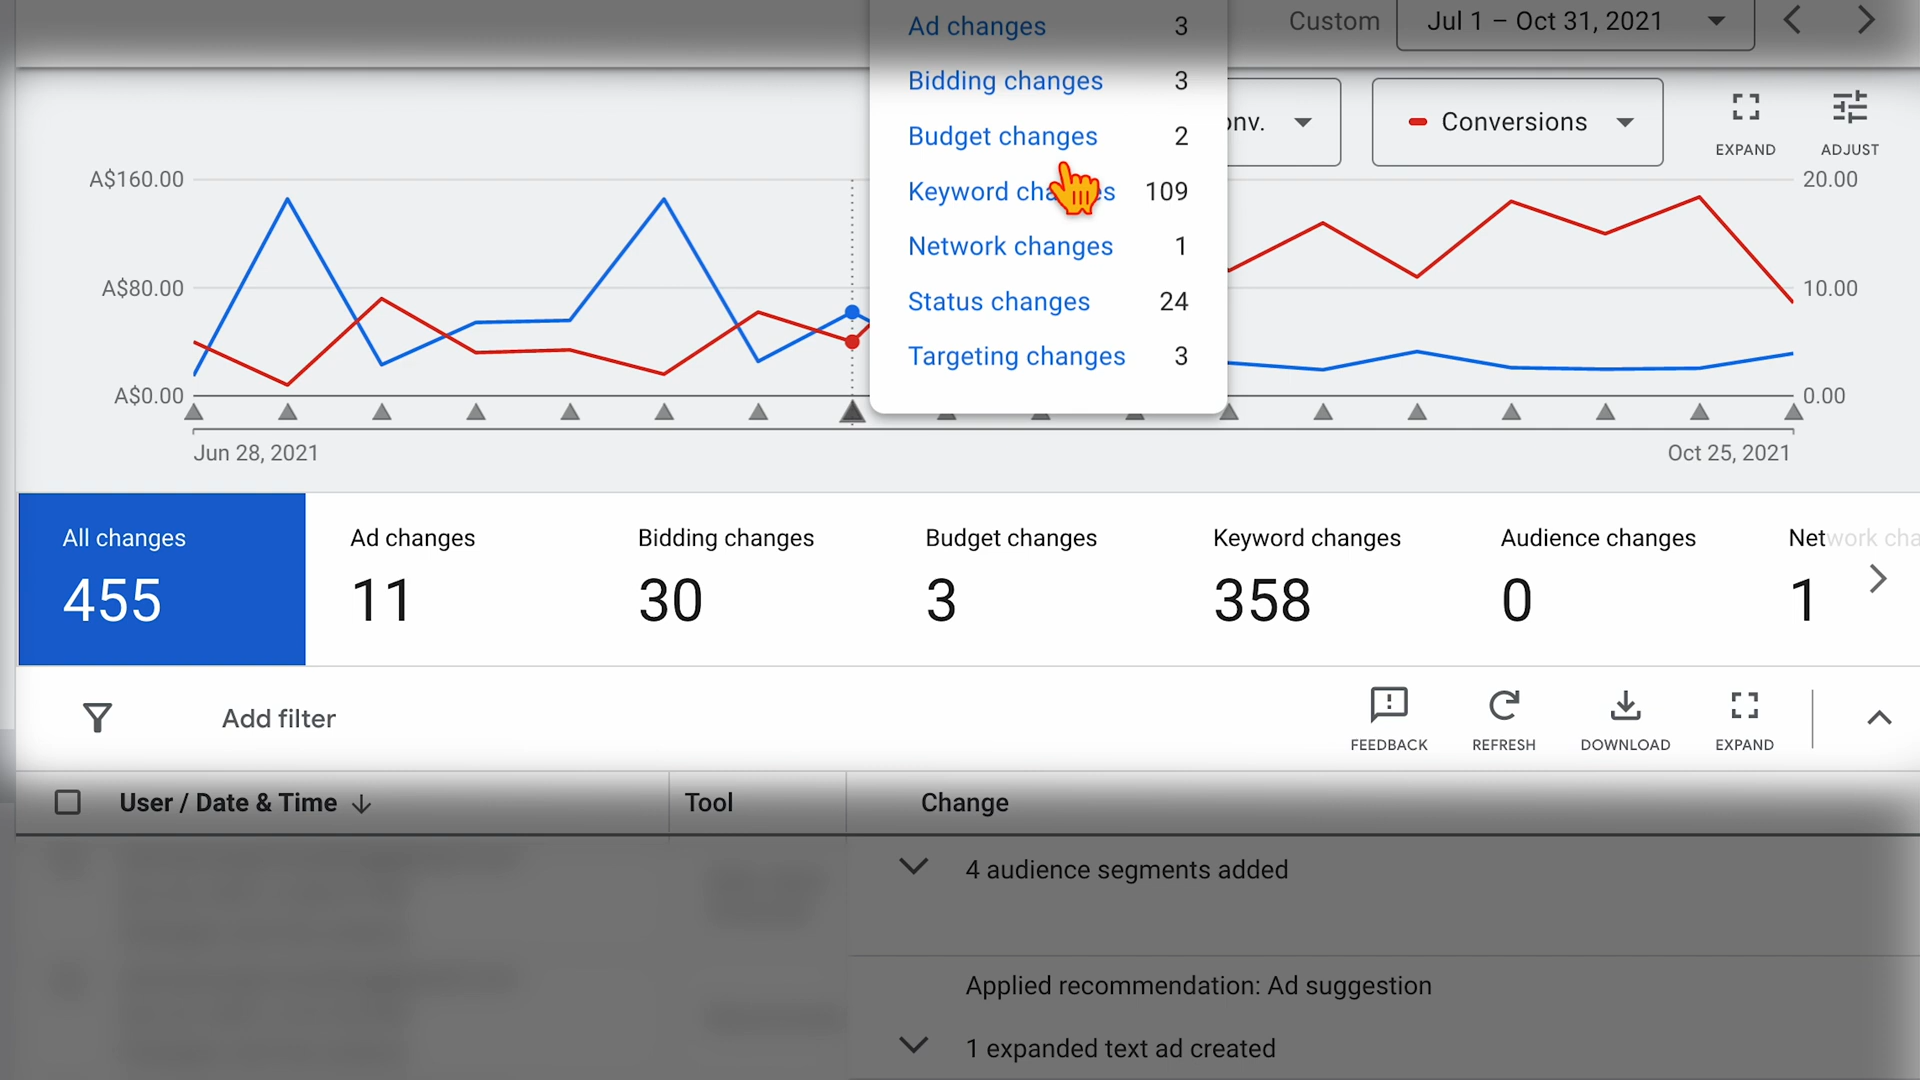 Ad changes 3
Custom Jul 1 – Oct 31, 2021
Bidding changes 3
Budget changes 2
Keyword 109
Network changes 1
Status changes 24
Targeting changes 3
Conversions
EXPAND
ADJUST
A$160.00
A$80.00
A$0.00
20.00
10.00
0.00
Jun 28, 2021
Oct 25, 2021
All changes
455
Ad changes
11
Bidding changes
30
Budget changes
3
Keyword changes
358
Audience changes
0
Network cha
1
Add filter
FEEDBACK
REFRESH
DOWNLOAD
EXPAND
User / Date & Time
Tool
Change
4 audience segments added
Applied recommendation: Ad suggestion
1 expanded text ad created